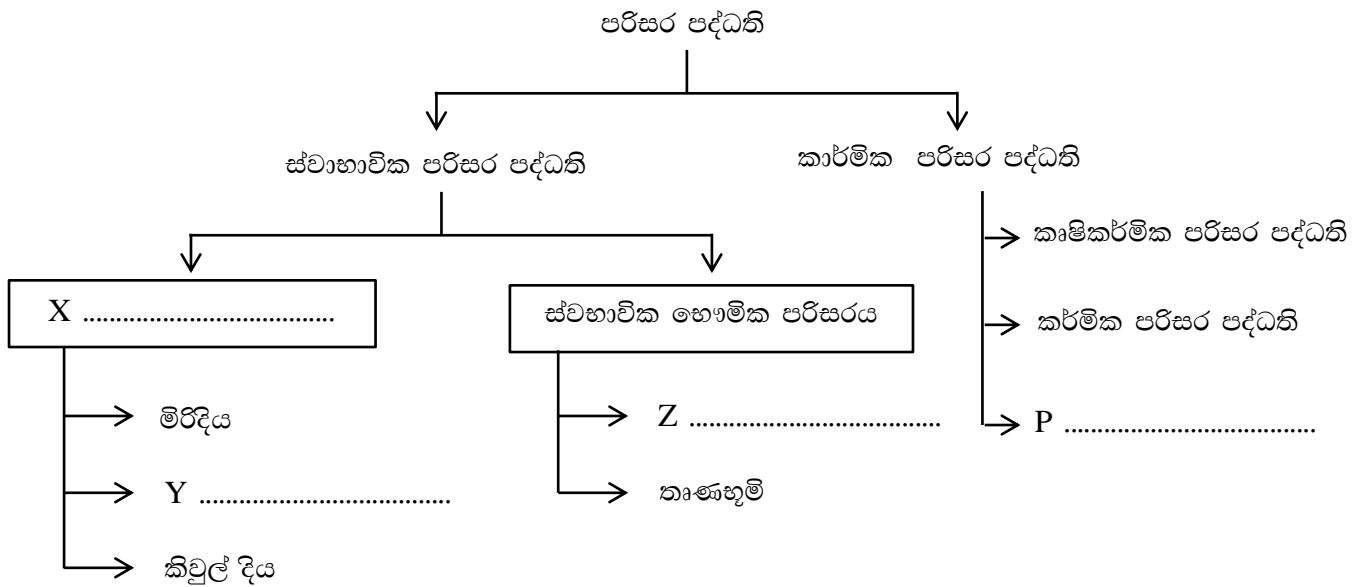 පරිසර පද්ධති
ස්වාභාවික පරිසර පද්ධති
කාර්මික පරිසර පද්ධති
කෘෂිකර්මික පරිසර පද්ධති
X ......................................
ස්වභාවික භෞමික පරිසරය
කර්මික පරිසර පද්ධති
මිරිදිය
Z ......................................
P ......................................
Y ......................................
තෘණභූමි
කිවුල් දිය